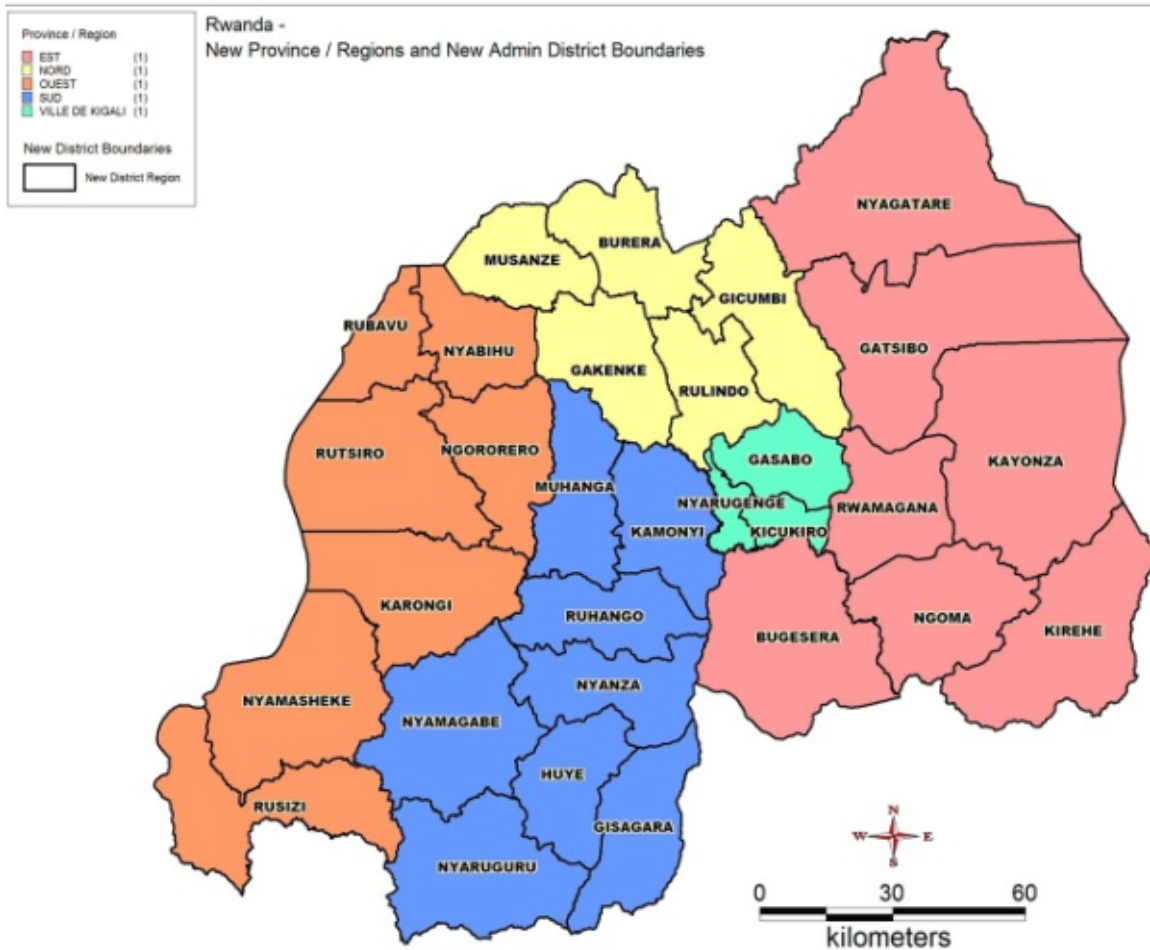 Rwanda -
New Province / Regions and New Admin District Boundaries
Province / Region
EST (1)
NORD (1)
OUEST (1)
SUD (1)
VILLE DE KIGALI (1)
New District Boundaries
New District Region
NYAGATARE
BURERA
MUSANZE
GICUMBI
RUBAVU
NYABIHU
GATSIBO
GAKENKE
RULINDO
RUTSIRO
NGORORERO
GASABO
KAYONZA
MUHANGA
NYARUGENGE
RWAMAGANA
KAMONYI
KICUKIRO
KARONGI
RUHANGO
BUGESERA
NGOMA
KIREHE
NYAMASHEKE
NYANZA
NYAMAGABE
HUYE
RUSIZI
GISAGARA
NYARUGURU
N
W E
S
0 30 60
kilometers